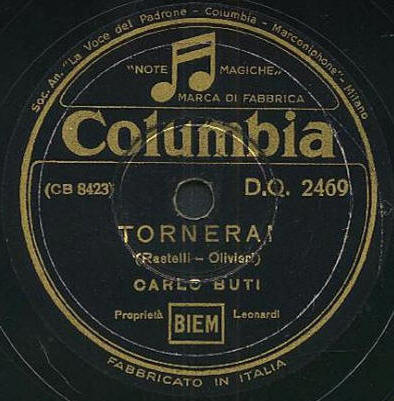 Soc. An. "La Voce del Padrone - Columbia - Marconiphone" - Milano
"NOTE MAGICHE"
MARCA DI FABBRICA
Columbia
(CB 8423) D.Q. 2469
TORNERAI
(Rastelli - Olivieri)
CARLO BUTI
Proprietà BIEM Leonardi
FABBRICATO IN ITALIA